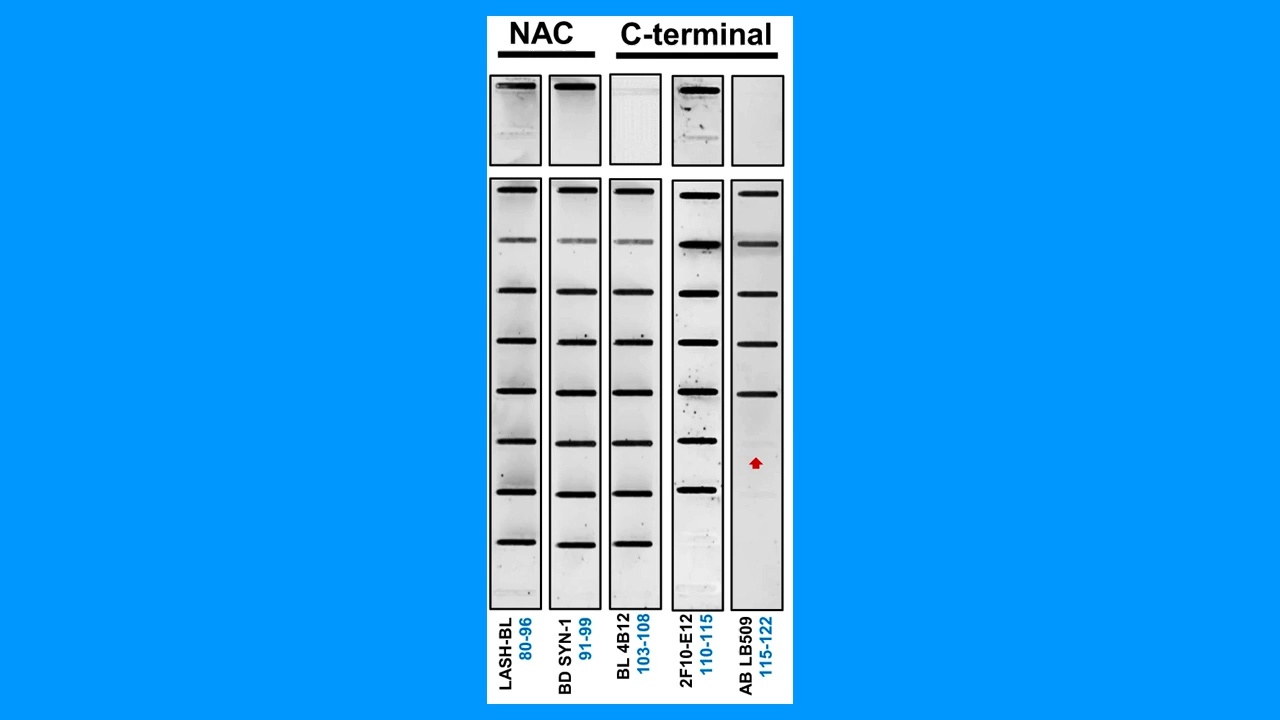 NAC
C-terminal
LASH-BL
80-96
BD SYN-1
91-99
BL 4B12
103-108
2F10-E12
110-115
AB LB509
115-122